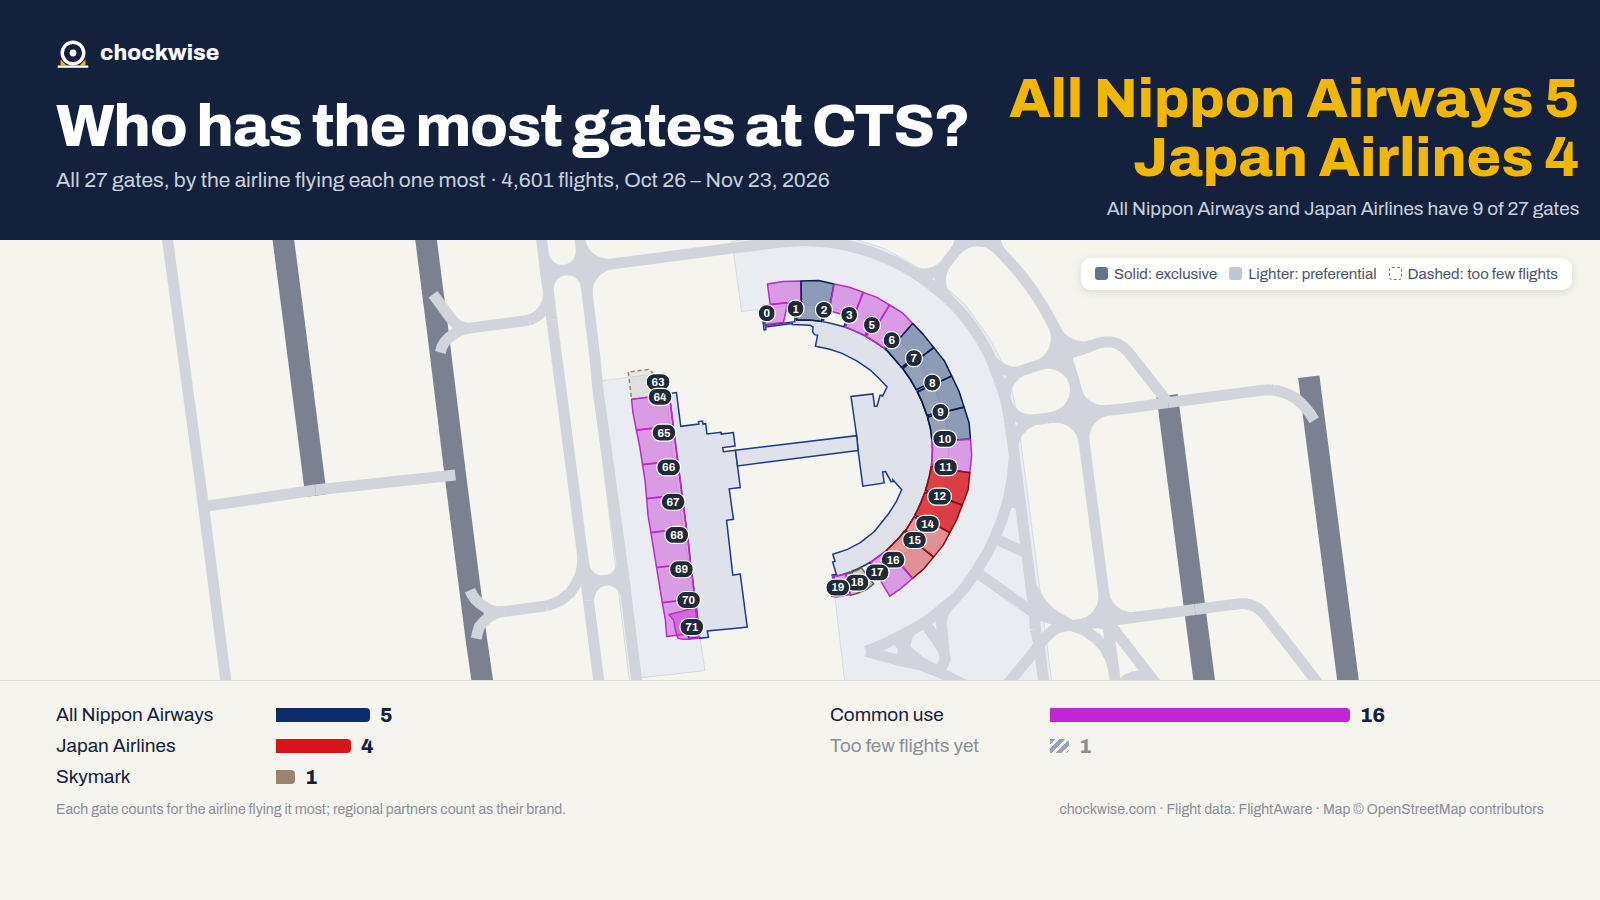 chockwise
Who has the most gates at CTS?
All 27 gates, by the airline flying each one most · 4,601 flights, Oct 26 – Nov 23, 2026
All Nippon Airways 5
Japan Airlines 4
All Nippon Airways and Japan Airlines have 9 of 27 gates
Solid: exclusive
Lighter: preferential
Dashed: too few flights
0
1
2
3
5
6
7
8
9
10
11
12
14
15
16
17
18
19
63
64
65
66
67
68
69
70
71
All Nippon Airways 5
Japan Airlines 4
Skymark 1
Common use 16
Too few flights yet 1
Each gate counts for the airline flying it most; regional partners count as their brand.
chockwise.com · Flight data: FlightAware · Map © OpenStreetMap contributors